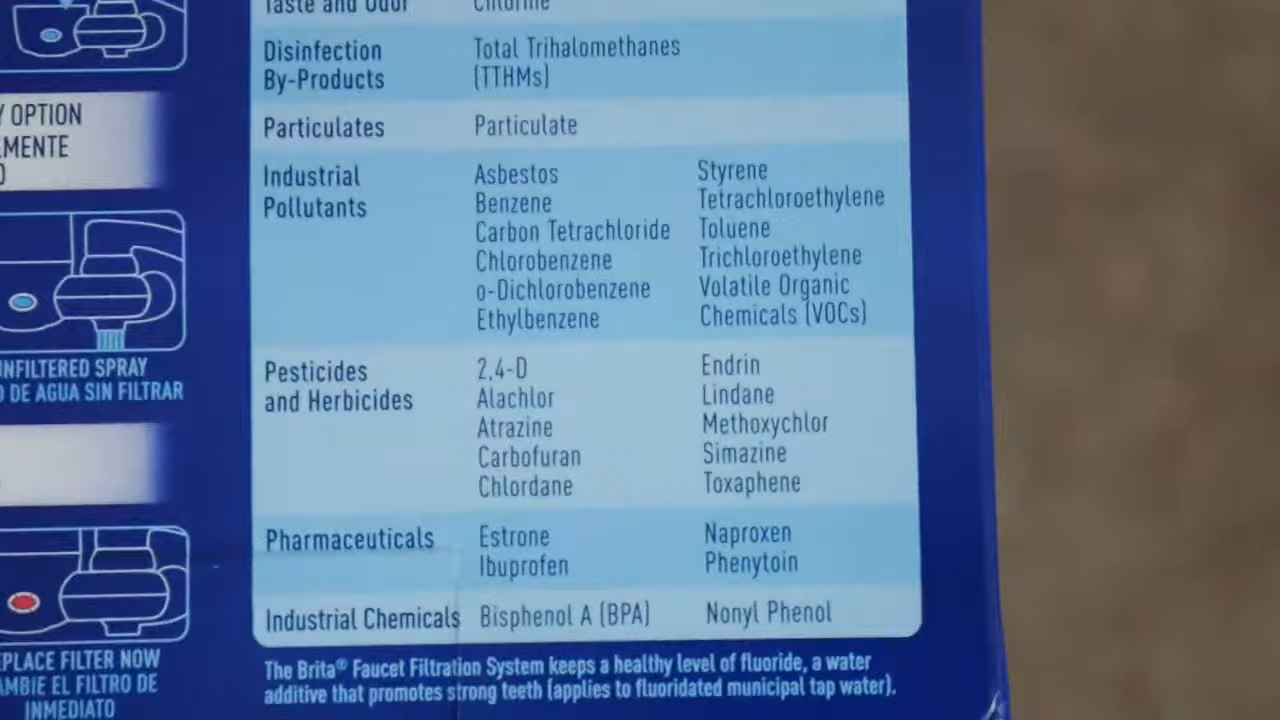 Taste and Odor Chlorine
Disinfection Total Trihalomethanes
By-Products (TTHMs)
Particulates Particulate
Industrial Asbestos Styrene
Pollutants Benzene Tetrachloroethylene
Carbon Tetrachloride Toluene
Chlorobenzene Trichloroethylene
o-Dichlorobenzene Volatile Organic
Ethylbenzene Chemicals (VOCs)
Pesticides 2,4-D Endrin
and Herbicides Alachlor Lindane
Atrazine Methoxychlor
Carbofuran Simazine
Chlordane Toxaphene
Pharmaceuticals Estrone Naproxen
Ibuprofen Phenytoin
Industrial Chemicals Bisphenol A (BPA) Nonyl Phenol
The Brita® Faucet Filtration System keeps a healthy level of fluoride, a water
additive that promotes strong teeth (applies to fluoridated municipal tap water).
OPTION
SPRAY
DE AGUA SIN FILTRAR
FILTER NOW
EL FILTRO DE
INMEDIATO